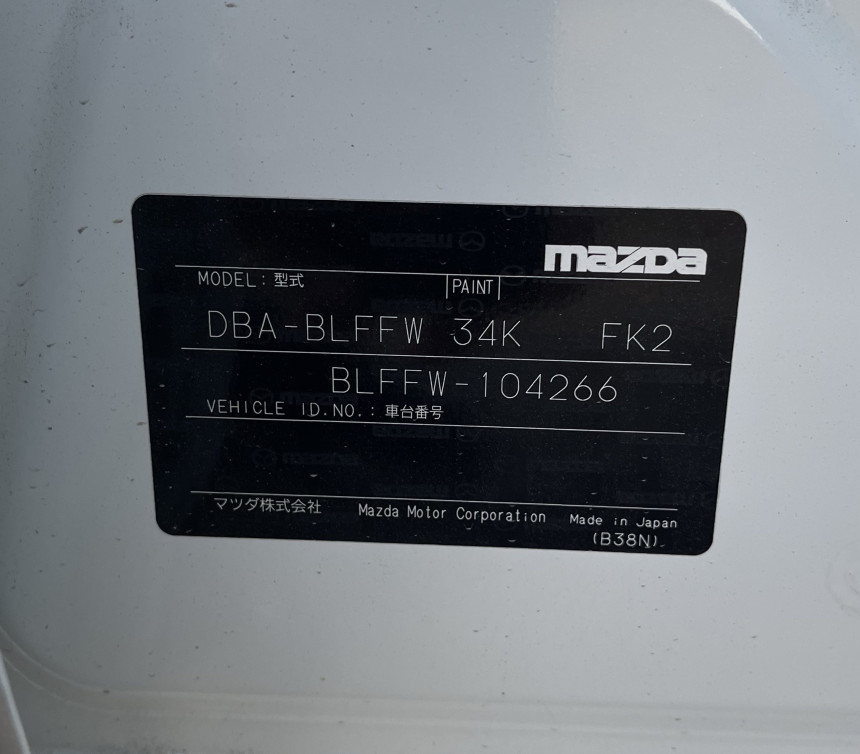 mazda
MODEL : 型式 PAINT
DBA-BLFFW 34K FK2
BLFFW-104266
VEHICLE ID.NO. : 車台番号
マツダ株式会社 Mazda Motor Corporation Made in Japan
(B38N)